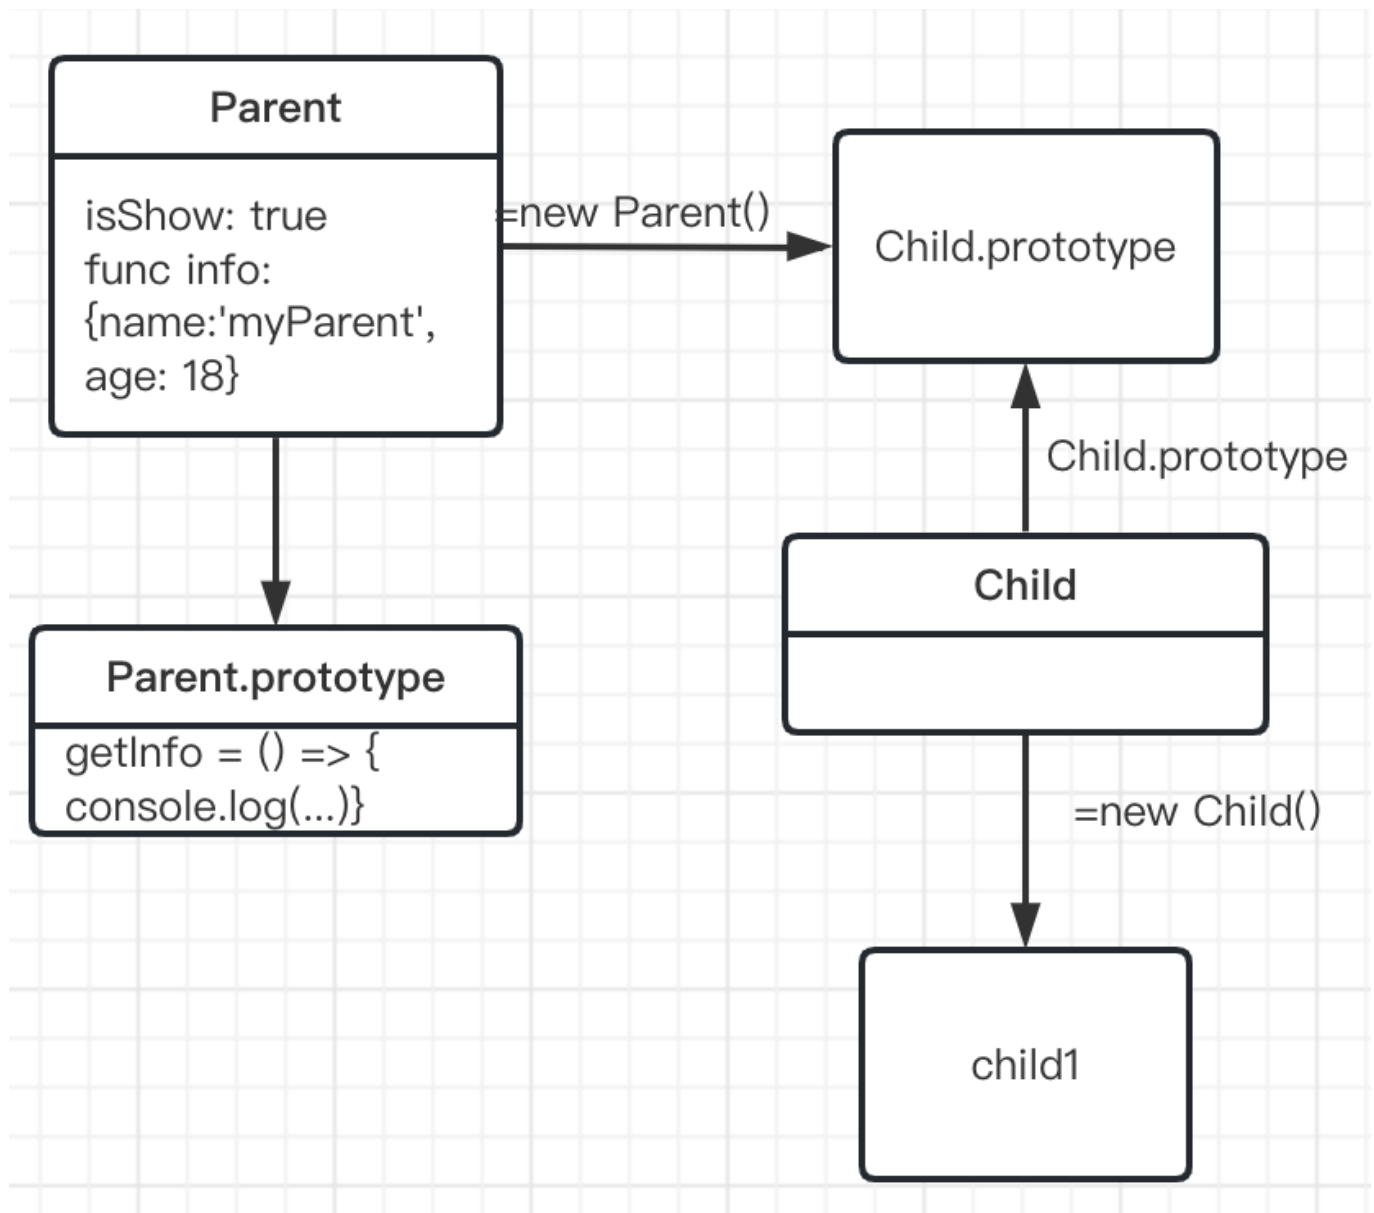 Parent
isShow: true
func info:
{name:'myParent',
age: 18}
=new Parent()
Child.prototype
Child.prototype
Child
Parent.prototype
getInfo = () => {
console.log(...)}
=new Child()
child1